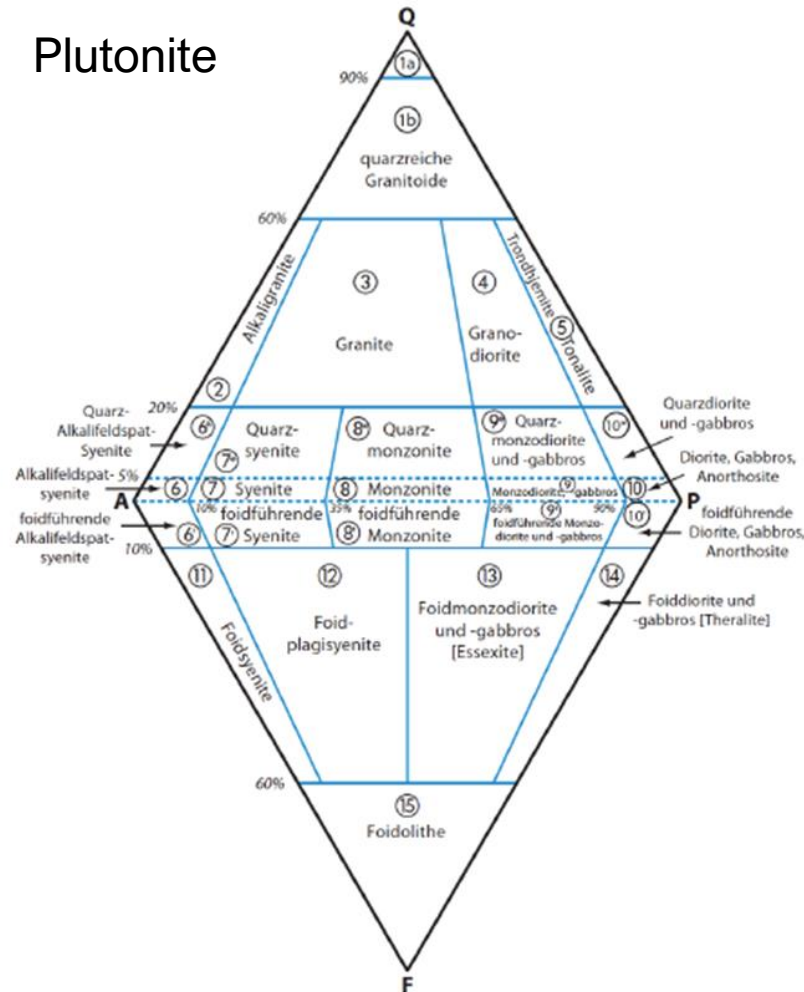 Plutonite
Q
1a
90%
1b
quarzreiche
Granitoide
60%
Alkaligranite
3
Granite
4
Grano-
diorite
Trondhjemite
5
Tonalite
2
20%
Quarz-
Alkalifeldspat-
Syenite
6*
7*
Quarz-
syenite
8*
Quarz-
monzonite
9*
Quarz-
monzodiorite
und -gabbros
10*
Quarzdiorite
und -gabbros
Alkalifeldspat-
syenite
5%
A
6
7
Syenite
8
Monzonite
9
Monzodiorite, -gabbros
10
Diorite, Gabbros,
Anorthosite
P
10%
35%
65%
90%
foidführende
Alkalifeldspat-
syenite
10%
6'
7'
foidführende
Syenite
8'
foidführende
Monzonite
9'
foidführende Monzo-
diorite und -gabbros
10'
foidführende
Diorite, Gabbros,
Anorthosite
11
Foidsyenite
12
Foid-
plagisyenite
13
Foidmonzodiorite
und -gabbros
[Essexite]
14
Foiddiorite und
-gabbros [Theralite]
60%
15
Foidolithe
F